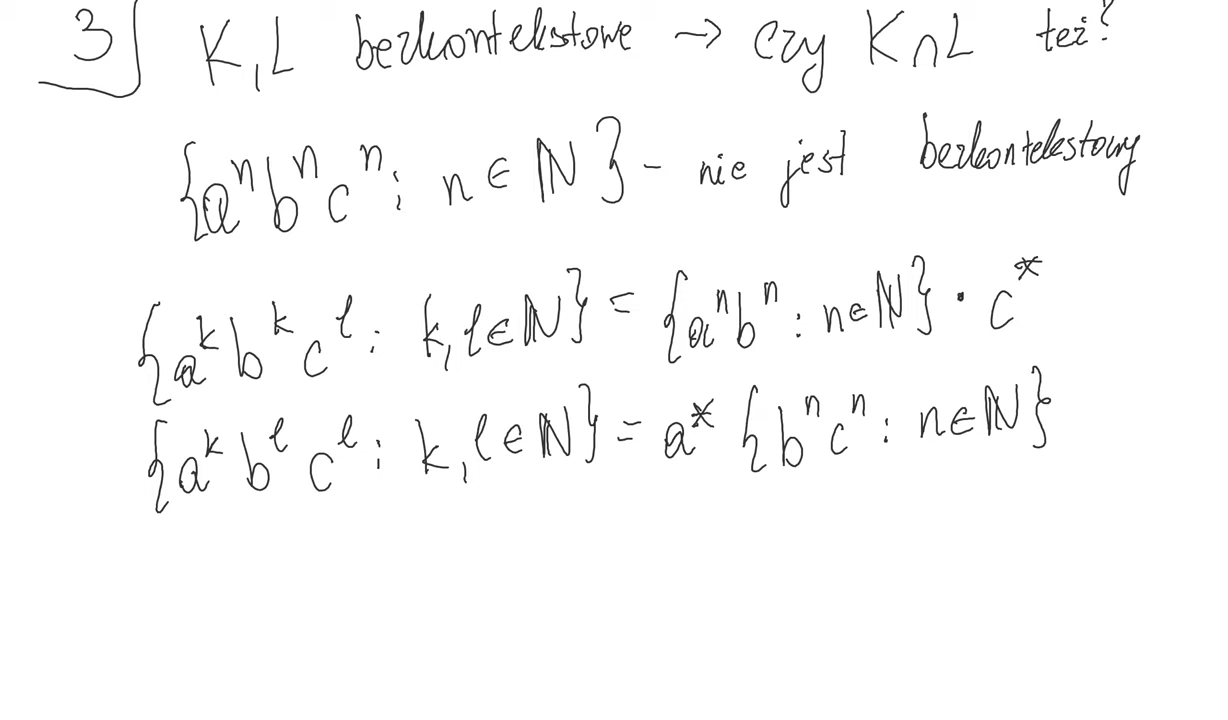 3) K, L bezkontekstowe → czy K ∩ L też?
{aⁿbⁿcⁿ : n ∈ ℕ} - nie jest bezkontekstowy
{aᵏbᵏcˡ : k, l ∈ ℕ} = {aⁿbⁿ : n ∈ ℕ} · c*
{aᵏbˡcˡ : k, l ∈ ℕ} = a* {bⁿcⁿ : n ∈ ℕ}